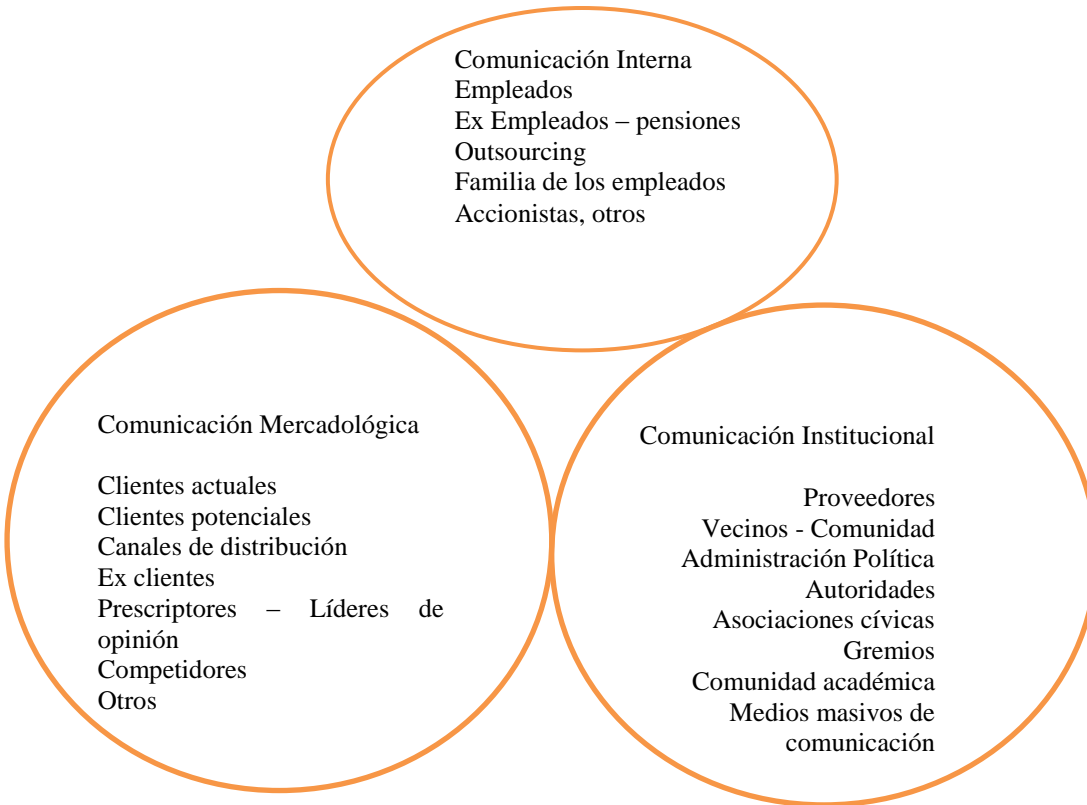 Comunicación Interna
Empleados
Ex Empleados – pensiones
Outsourcing
Familia de los empleados
Accionistas, otros
Comunicación Mercadológica
Clientes actuales
Clientes potenciales
Canales de distribución
Ex clientes
Prescriptores – Líderes de
opinión
Competidores
Otros
Comunicación Institucional
Proveedores
Vecinos - Comunidad
Administración Política
Autoridades
Asociaciones cívicas
Gremios
Comunidad académica
Medios masivos de
comunicación